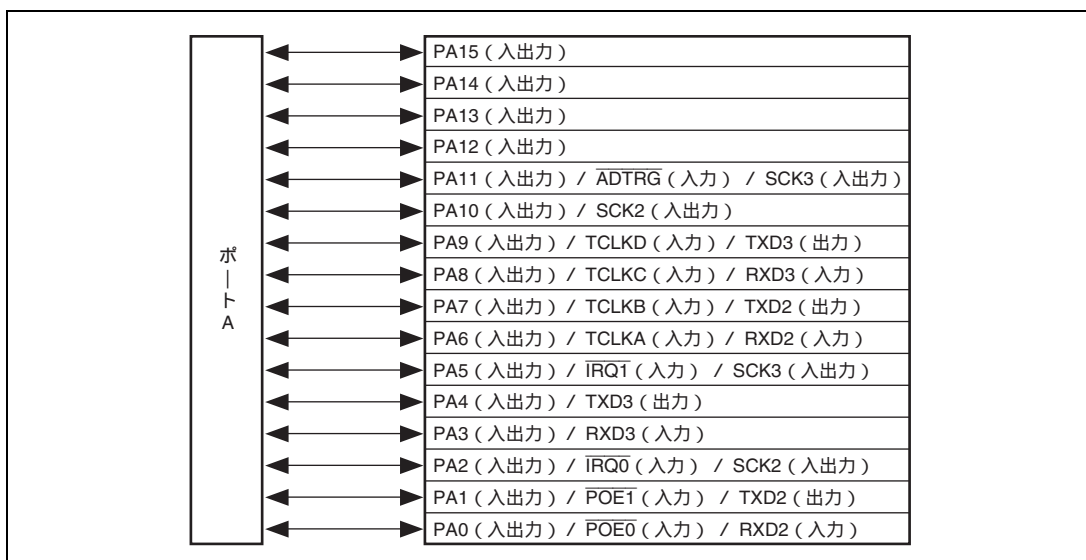 ポートA
PA15(入出力)
PA14(入出力)
PA13(入出力)
PA12(入出力)
PA11(入出力) / A̅D̅T̅R̅G̅(入力) / SCK3(入出力)
PA10(入出力) / SCK2(入出力)
PA9(入出力) / TCLKD(入力) / TXD3(出力)
PA8(入出力) / TCLKC(入力) / RXD3(入力)
PA7(入出力) / TCLKB(入力) / TXD2(出力)
PA6(入出力) / TCLKA(入力) / RXD2(入力)
PA5(入出力) / I̅R̅Q̅1̅(入力) / SCK3(入出力)
PA4(入出力) / TXD3(出力)
PA3(入出力) / RXD3(入力)
PA2(入出力) / I̅R̅Q̅0̅(入力) / SCK2(入出力)
PA1(入出力) / P̅O̅E̅1̅(入力) / TXD2(出力)
PA0(入出力) / P̅O̅E̅0̅(入力) / RXD2(入力)